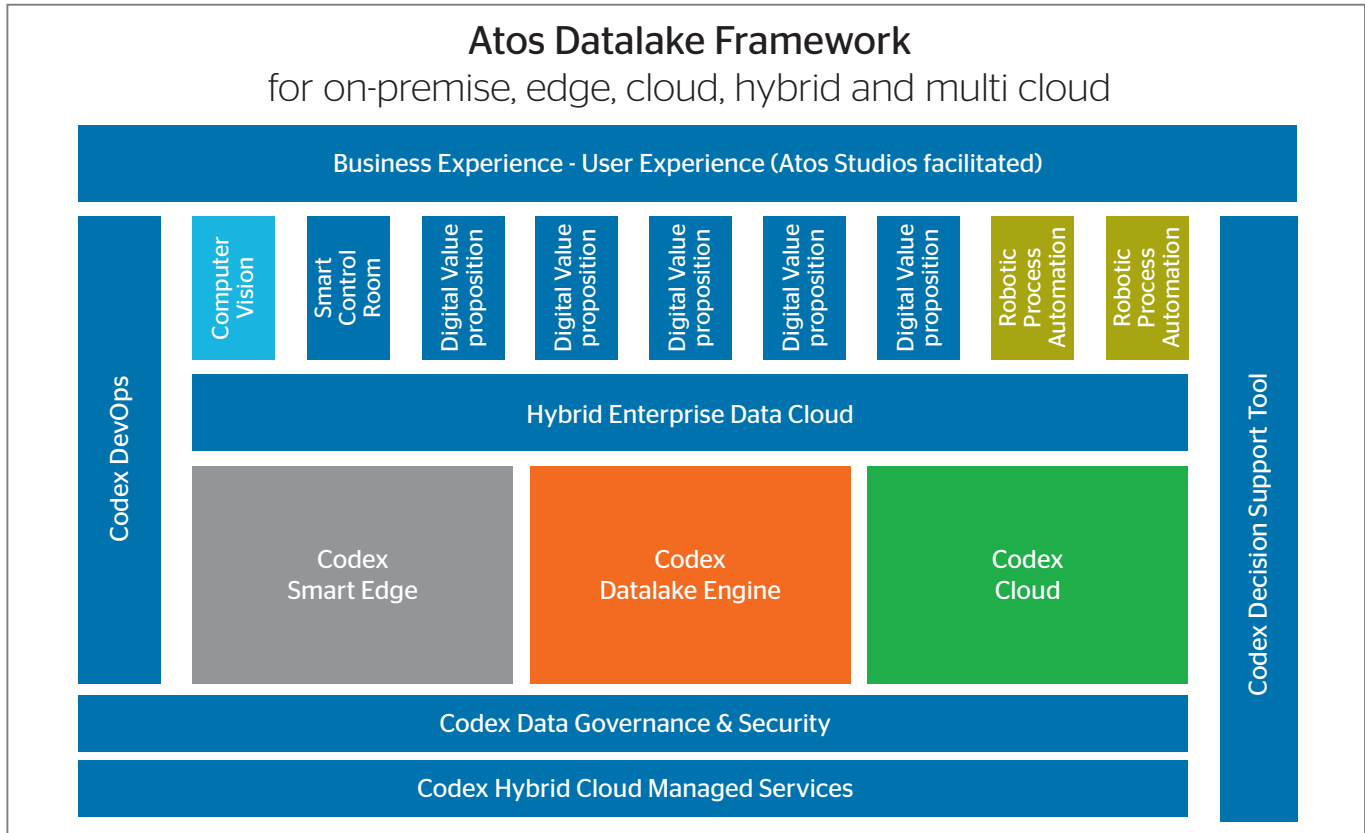 Atos Datalake Framework
for on-premise, edge, cloud, hybrid and multi cloud
Business Experience - User Experience (Atos Studios facilitated)
Codex DevOps
Computer
Vision
Smart
Control
Room
Digital Value
proposition
Digital Value
proposition
Digital Value
proposition
Digital Value
proposition
Digital Value
proposition
Robotic
Process
Automation
Robotic
Process
Automation
Codex Decision Support Tool
Hybrid Enterprise Data Cloud
Codex
Smart Edge
Codex
Datalake Engine
Codex
Cloud
Codex Data Governance & Security
Codex Hybrid Cloud Managed Services